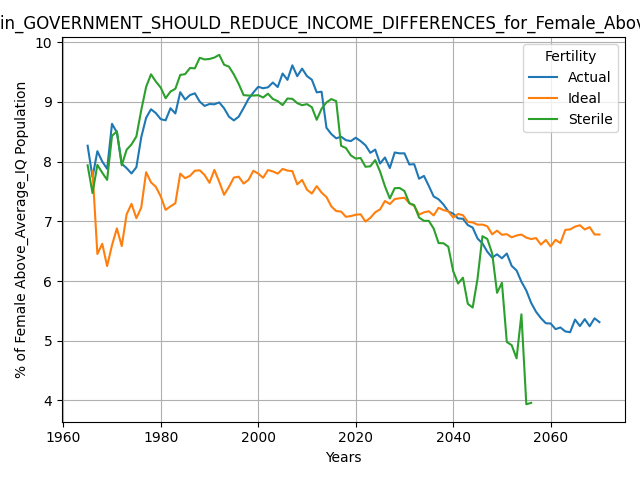 in_GOVERNMENT_SHOULD_REDUCE_INCOME_DIFFERENCES_for_Female_Abov
Fertility
Actual
Ideal
Sterile
% of Female Above_Average_IQ Population
10
9
8
7
6
5
4
1960 1980 2000 2020 2040 2060
Years